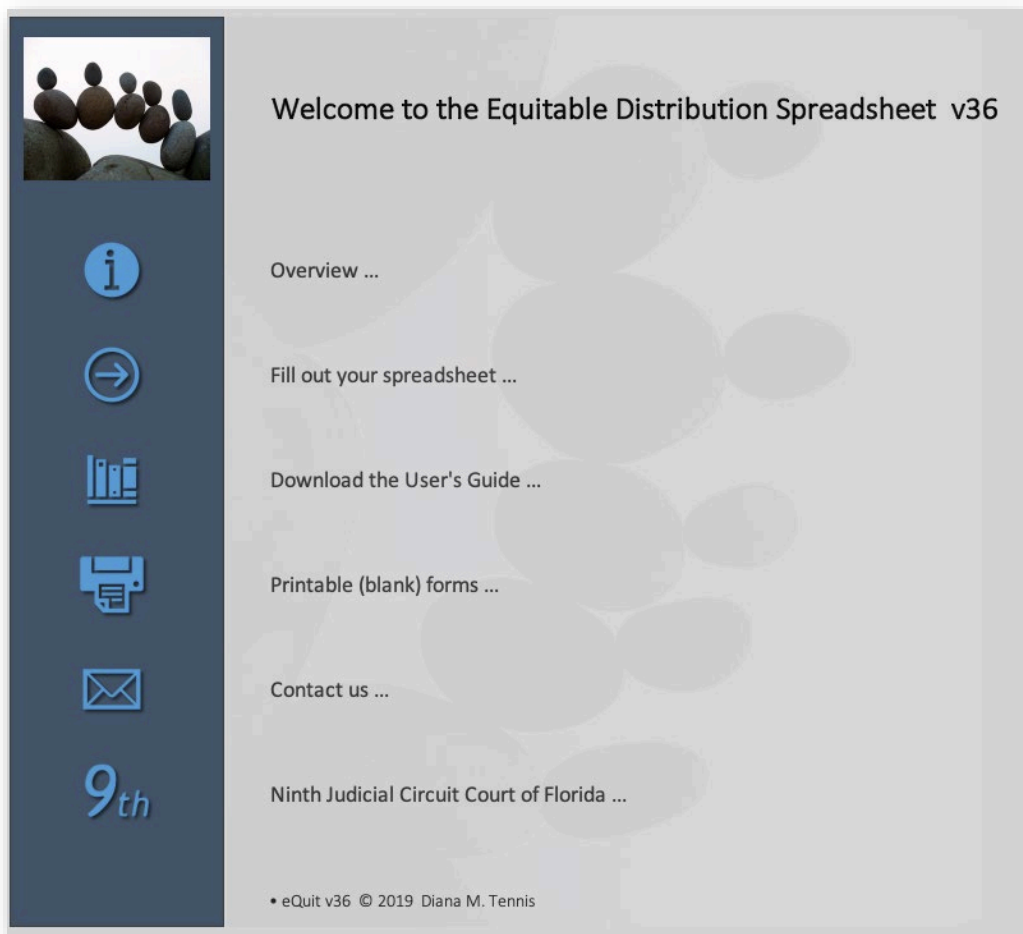 Welcome to the Equitable Distribution Spreadsheet v36
Overview ...
Fill out your spreadsheet ...
Download the User's Guide ...
Printable (blank) forms ...
Contact us ...
9th
Ninth Judicial Circuit Court of Florida ...
• eQuit v36 © 2019 Diana M. Tennis